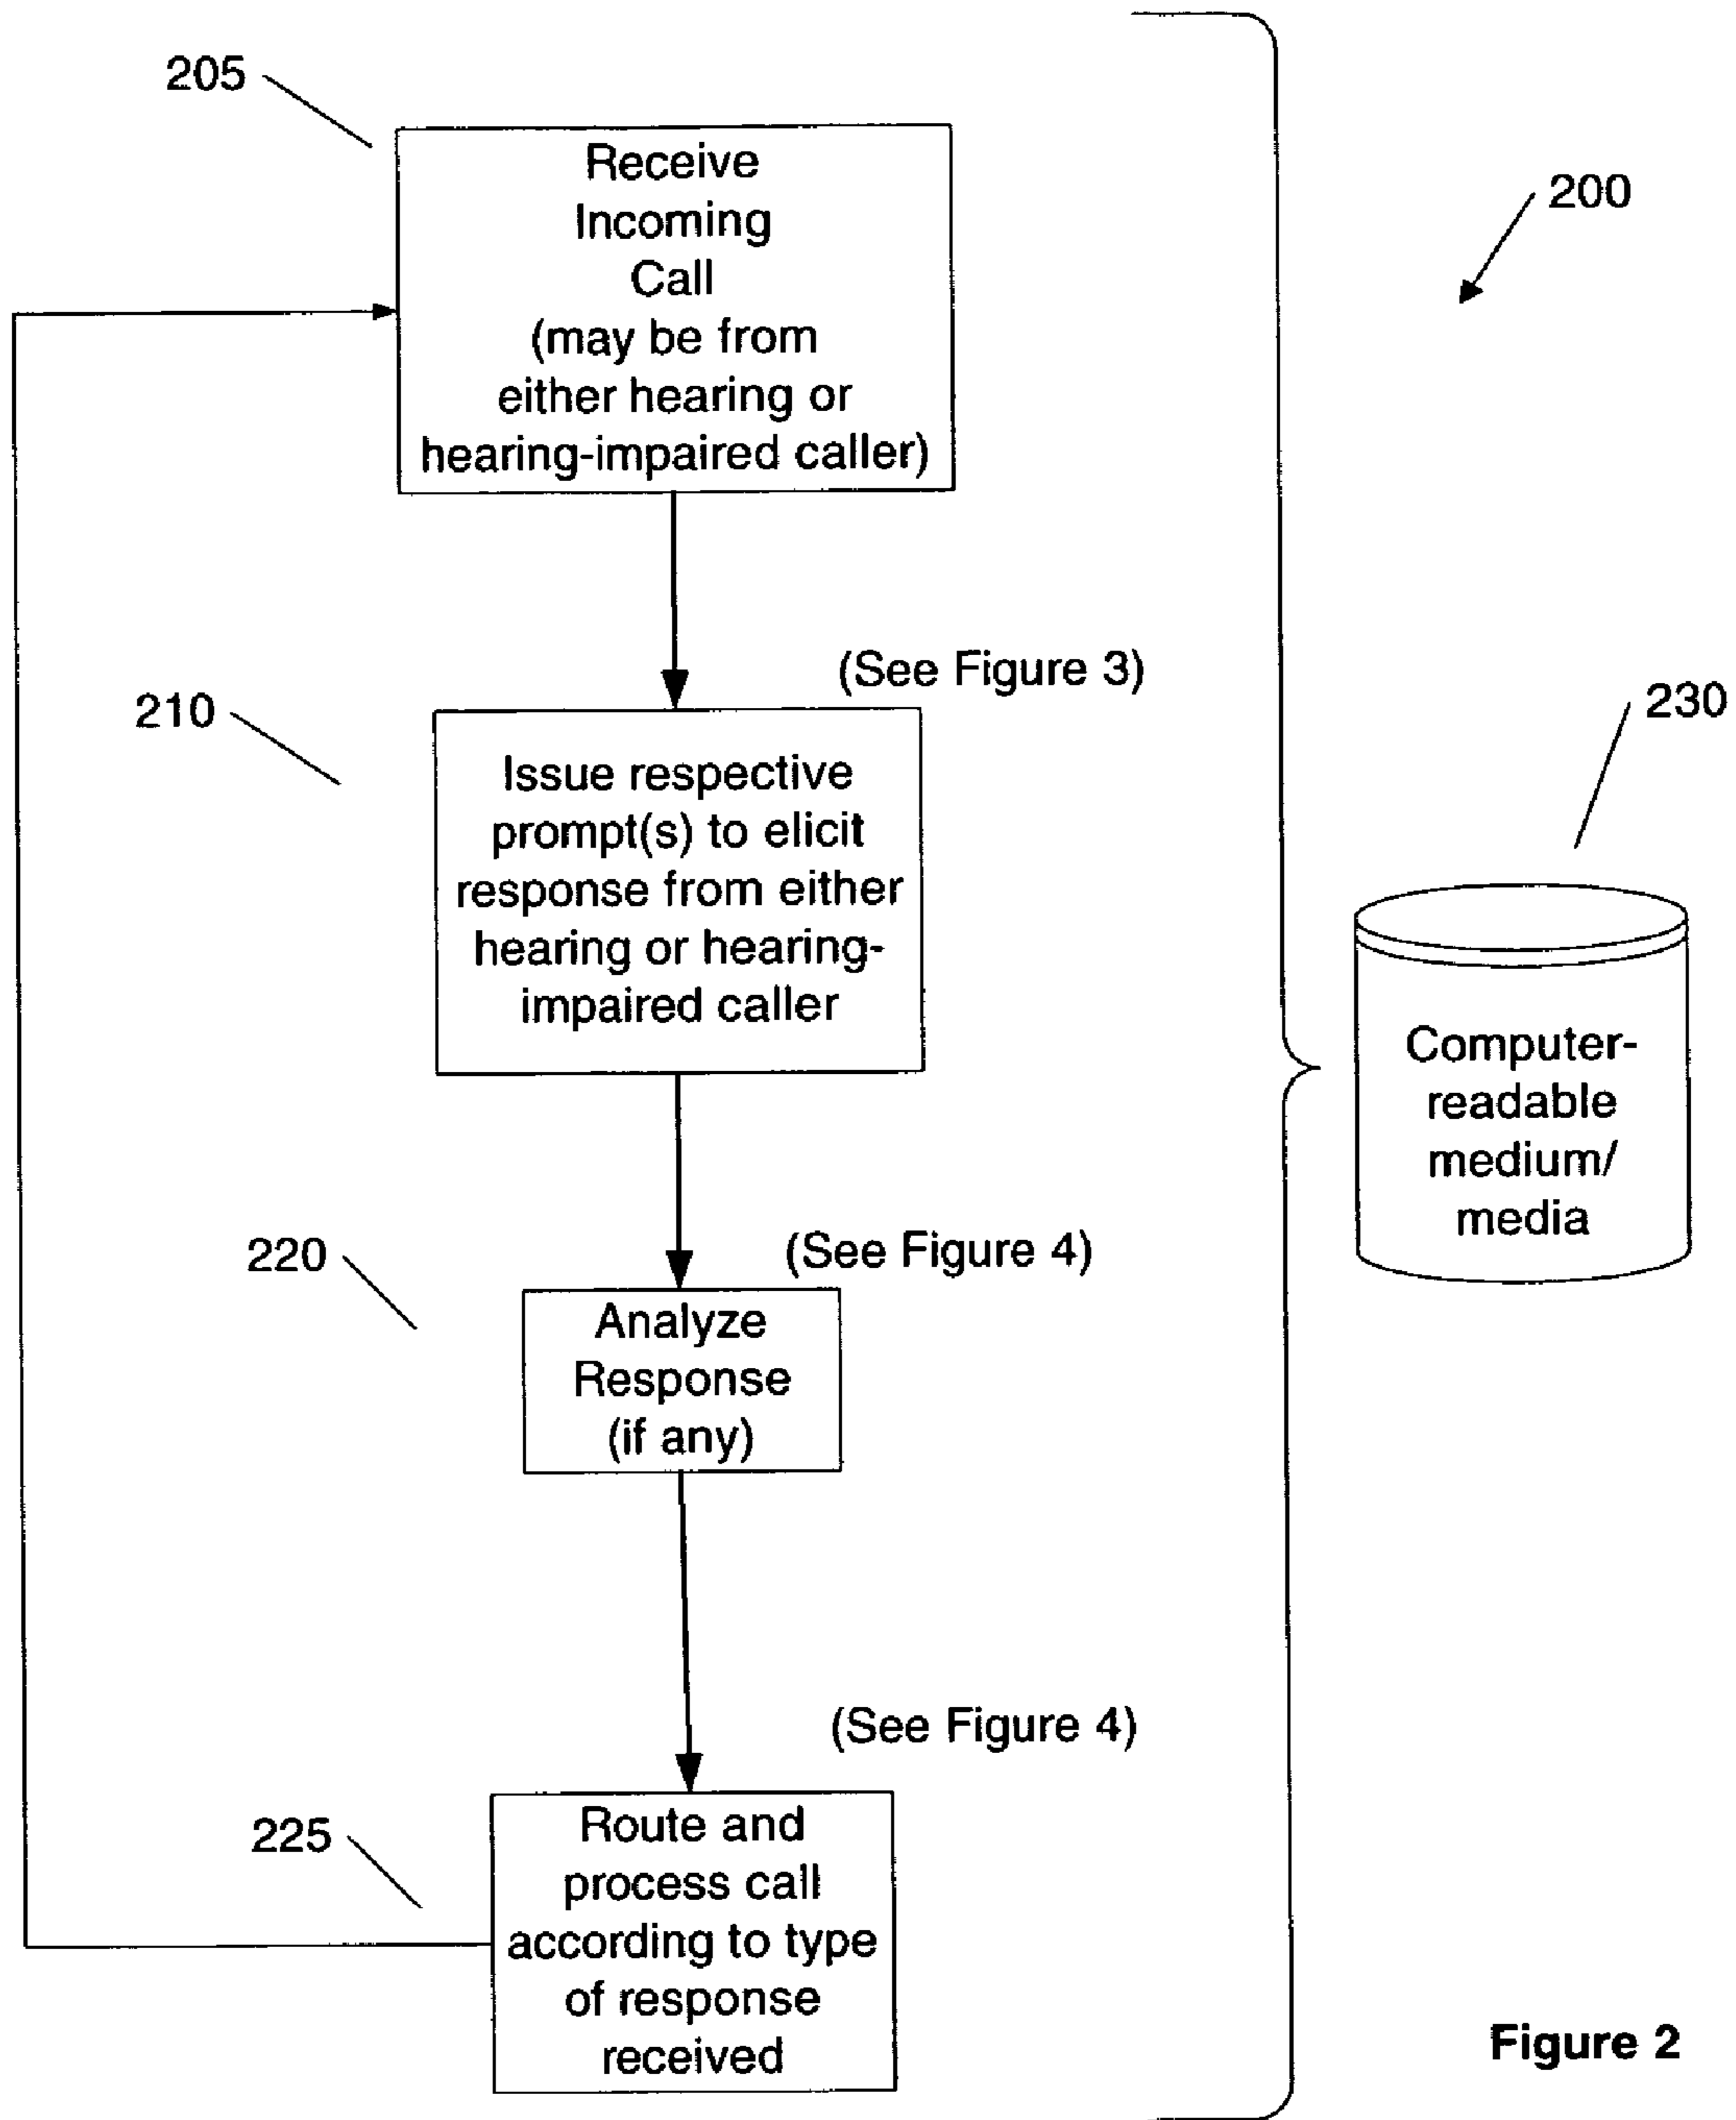 205
Receive
Incoming
Call
(may be from
either hearing or
hearing-impaired caller)
200
(See Figure 3)
210
Issue respective
prompt(s) to elicit
response from either
hearing or hearing-
impaired caller
230
Computer-
readable
medium/
media
(See Figure 4)
220
Analyze
Response
(if any)
(See Figure 4)
225
Route and
process call
according to type
of response
received
Figure 2